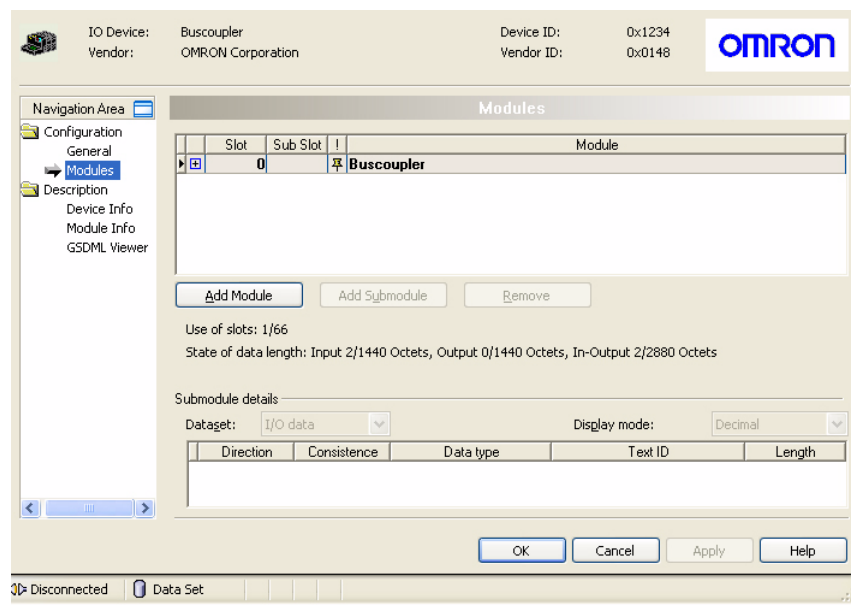 IO Device: Buscoupler Device ID: 0x1234
Vendor: OMRON Corporation Vendor ID: 0x0148
OMRON
Navigation Area
Configuration
General
Modules
Description
Device Info
Module Info
GSDML Viewer
Modules
Slot Sub Slot ! Module
0 Buscoupler
Add Module Add Submodule Remove
Use of slots: 1/66
State of data length: Input 2/1440 Octets, Output 0/1440 Octets, In-Output 2/2880 Octets
Submodule details
Dataset: I/O data Display mode: Decimal
Direction Consistence Data type Text ID Length
OK Cancel Apply Help
Disconnected Data Set